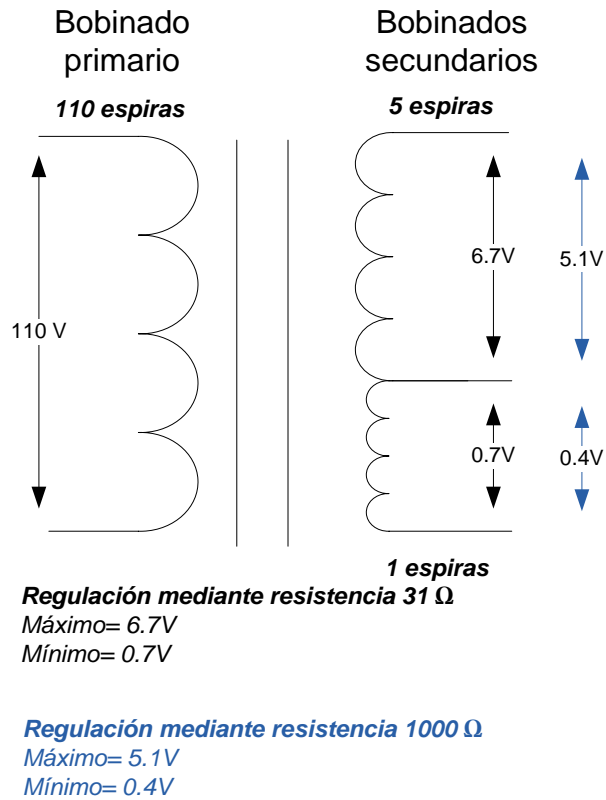 Bobinado
primario
Bobinados
secundarios
110 espiras
5 espiras
110 V
6.7V
5.1V
0.7V
0.4V
1 espiras
Regulación mediante resistencia 31 Ω
Máximo= 6.7V
Mínimo= 0.7V
Regulación mediante resistencia 1000 Ω
Máximo= 5.1V
Mínimo= 0.4V